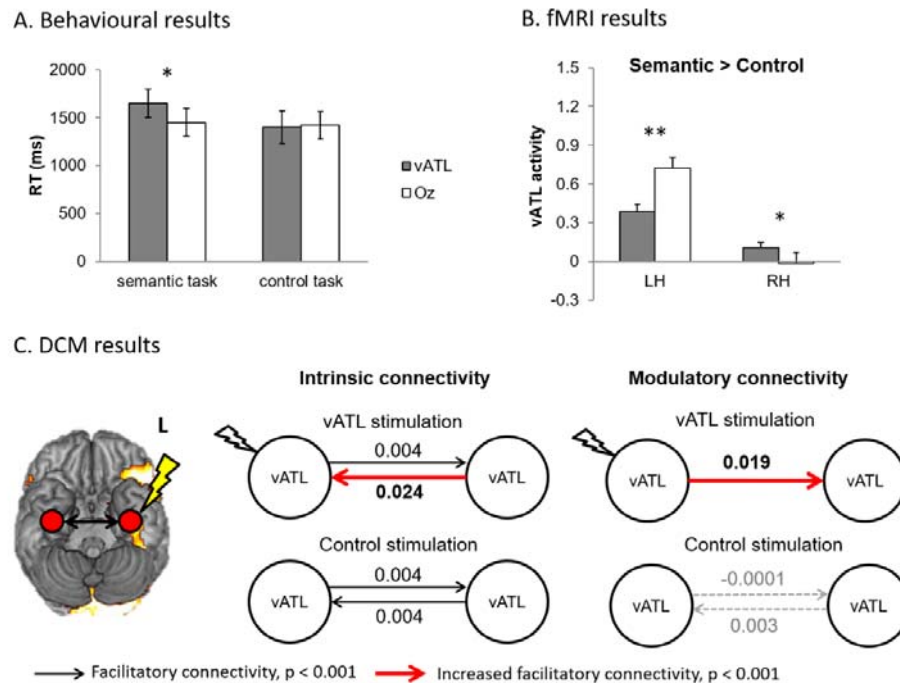 A. Behavioural results
2000
1500
1000
500
0
RT (ms)
*
semantic task
control task
vATL
Oz
B. fMRI results
Semantic > Control
1.5
1.2
0.9
0.6
0.3
0
-0.3
vATL activity
**
*
LH
RH
C. DCM results
L
Intrinsic connectivity
vATL stimulation
0.004
vATL
vATL
0.024
Control stimulation
0.004
vATL
vATL
0.004
Modulatory connectivity
vATL stimulation
0.019
vATL
vATL
Control stimulation
-0.0001
vATL
vATL
0.003
Facilitatory connectivity, p < 0.001
Increased facilitatory connectivity, p < 0.001